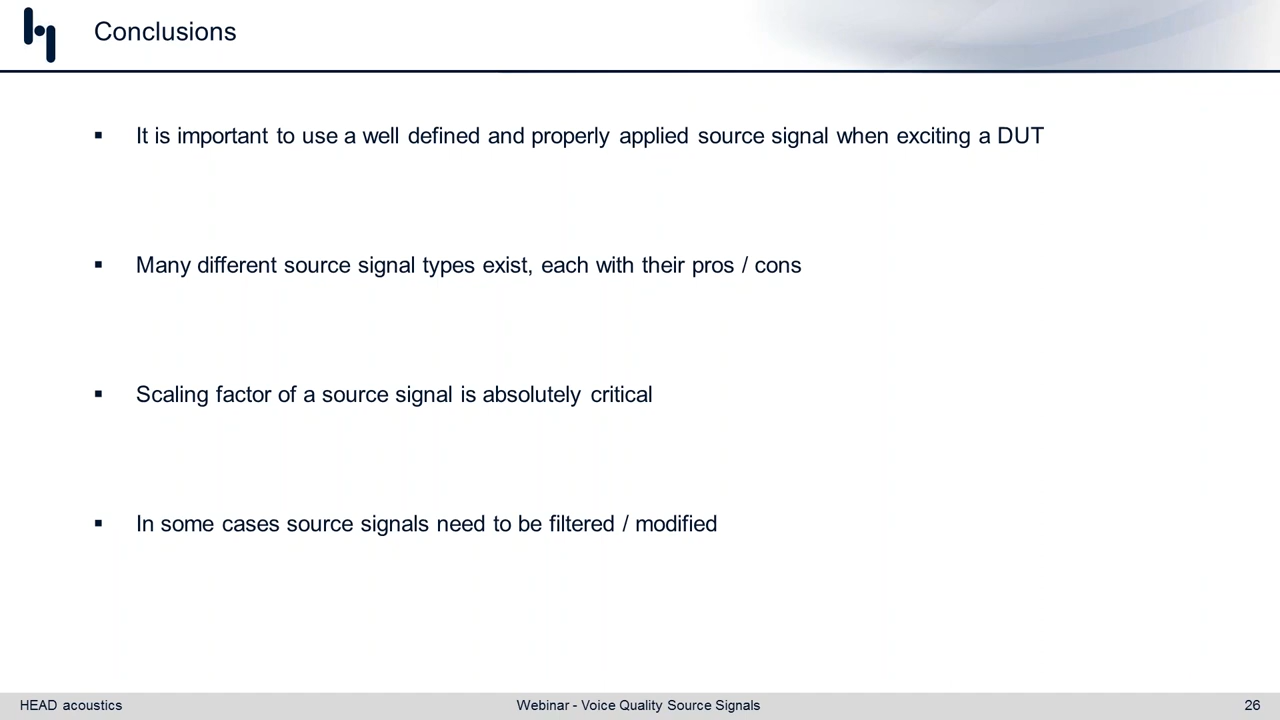 Conclusions
▪ It is important to use a well defined and properly applied source signal when exciting a DUT
▪ Many different source signal types exist, each with their pros / cons
▪ Scaling factor of a source signal is absolutely critical
▪ In some cases source signals need to be filtered / modified
HEAD acoustics Webinar - Voice Quality Source Signals 26